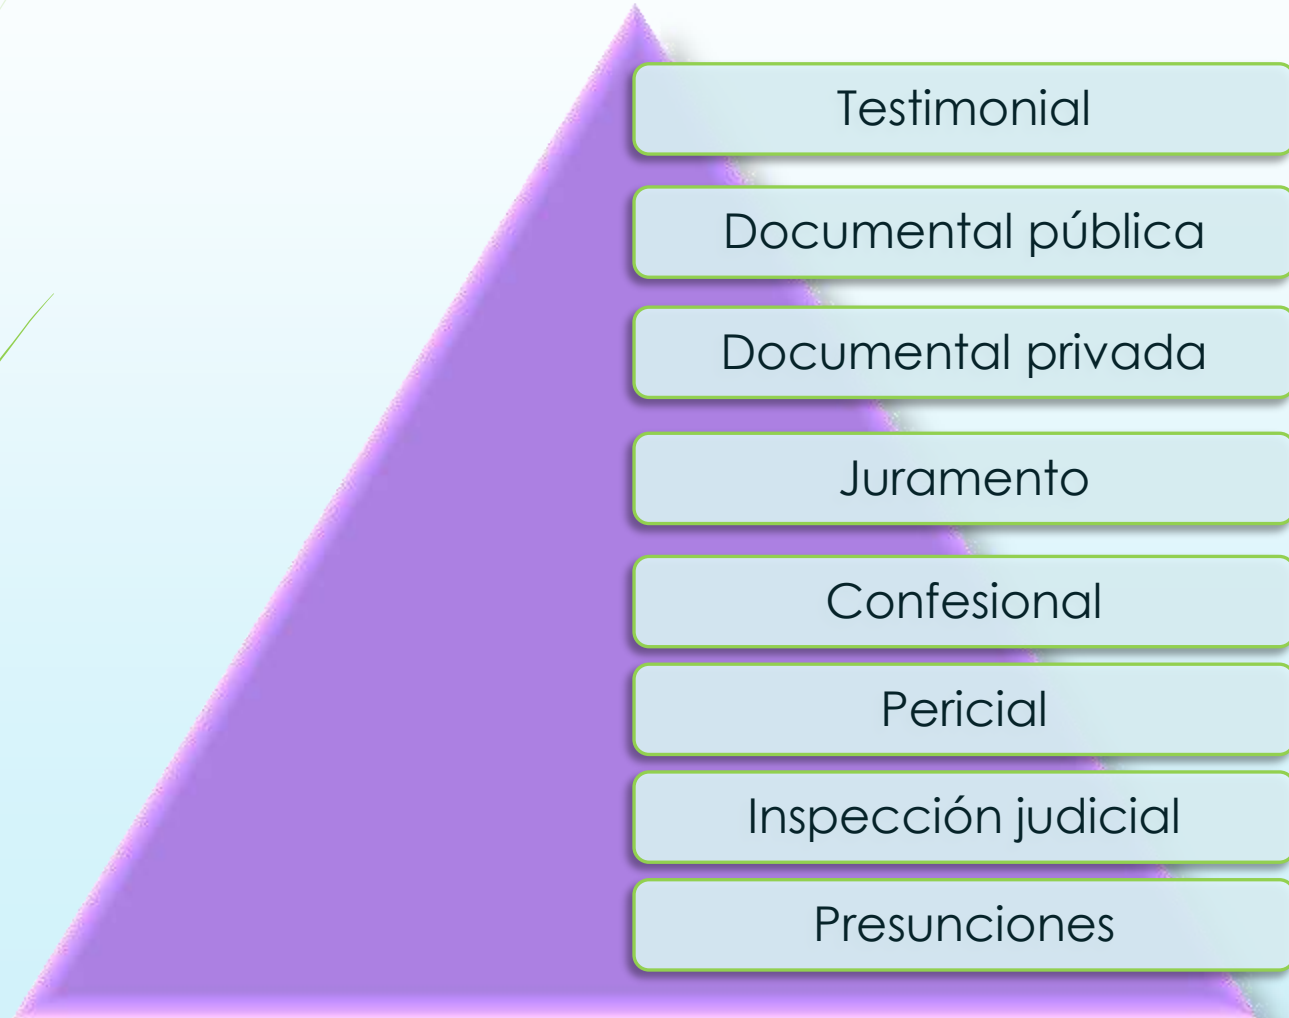 Testimonial
Documental pública
Documental privada
Juramento
Confesional
Pericial
Inspección judicial
Presunciones